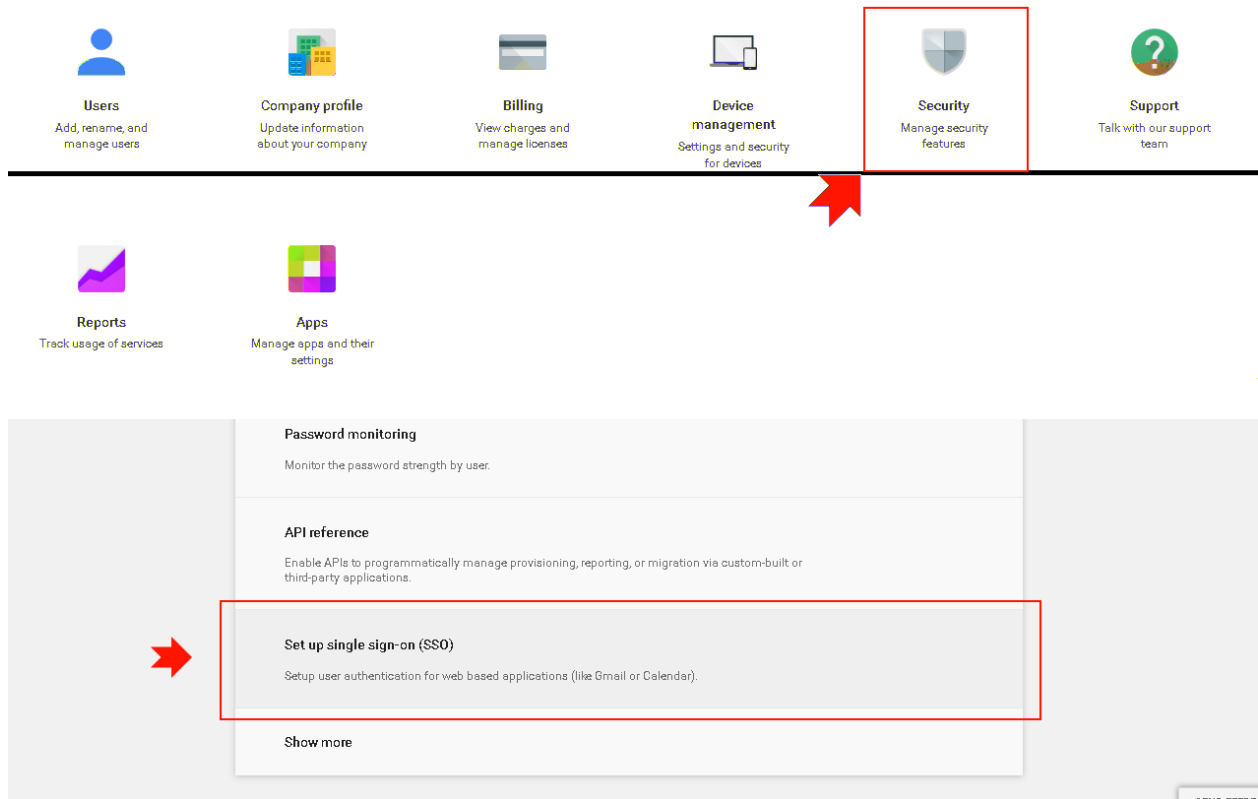 Users
Add, rename, and
manage users
Company profile
Update information
about your company
Billing
View charges and
manage licenses
Device
management
Settings and security
for devices
Security
Manage security
features
Support
Talk with our support
team
Reports
Track usage of services
Apps
Manage apps and their
settings
Password monitoring
Monitor the password strength by user.
API reference
Enable APIs to programmatically manage provisioning, reporting, or migration via custom-built or
third-party applications.
Set up single sign-on (SSO)
Setup user authentication for web based applications (like Gmail or Calendar).
Show more